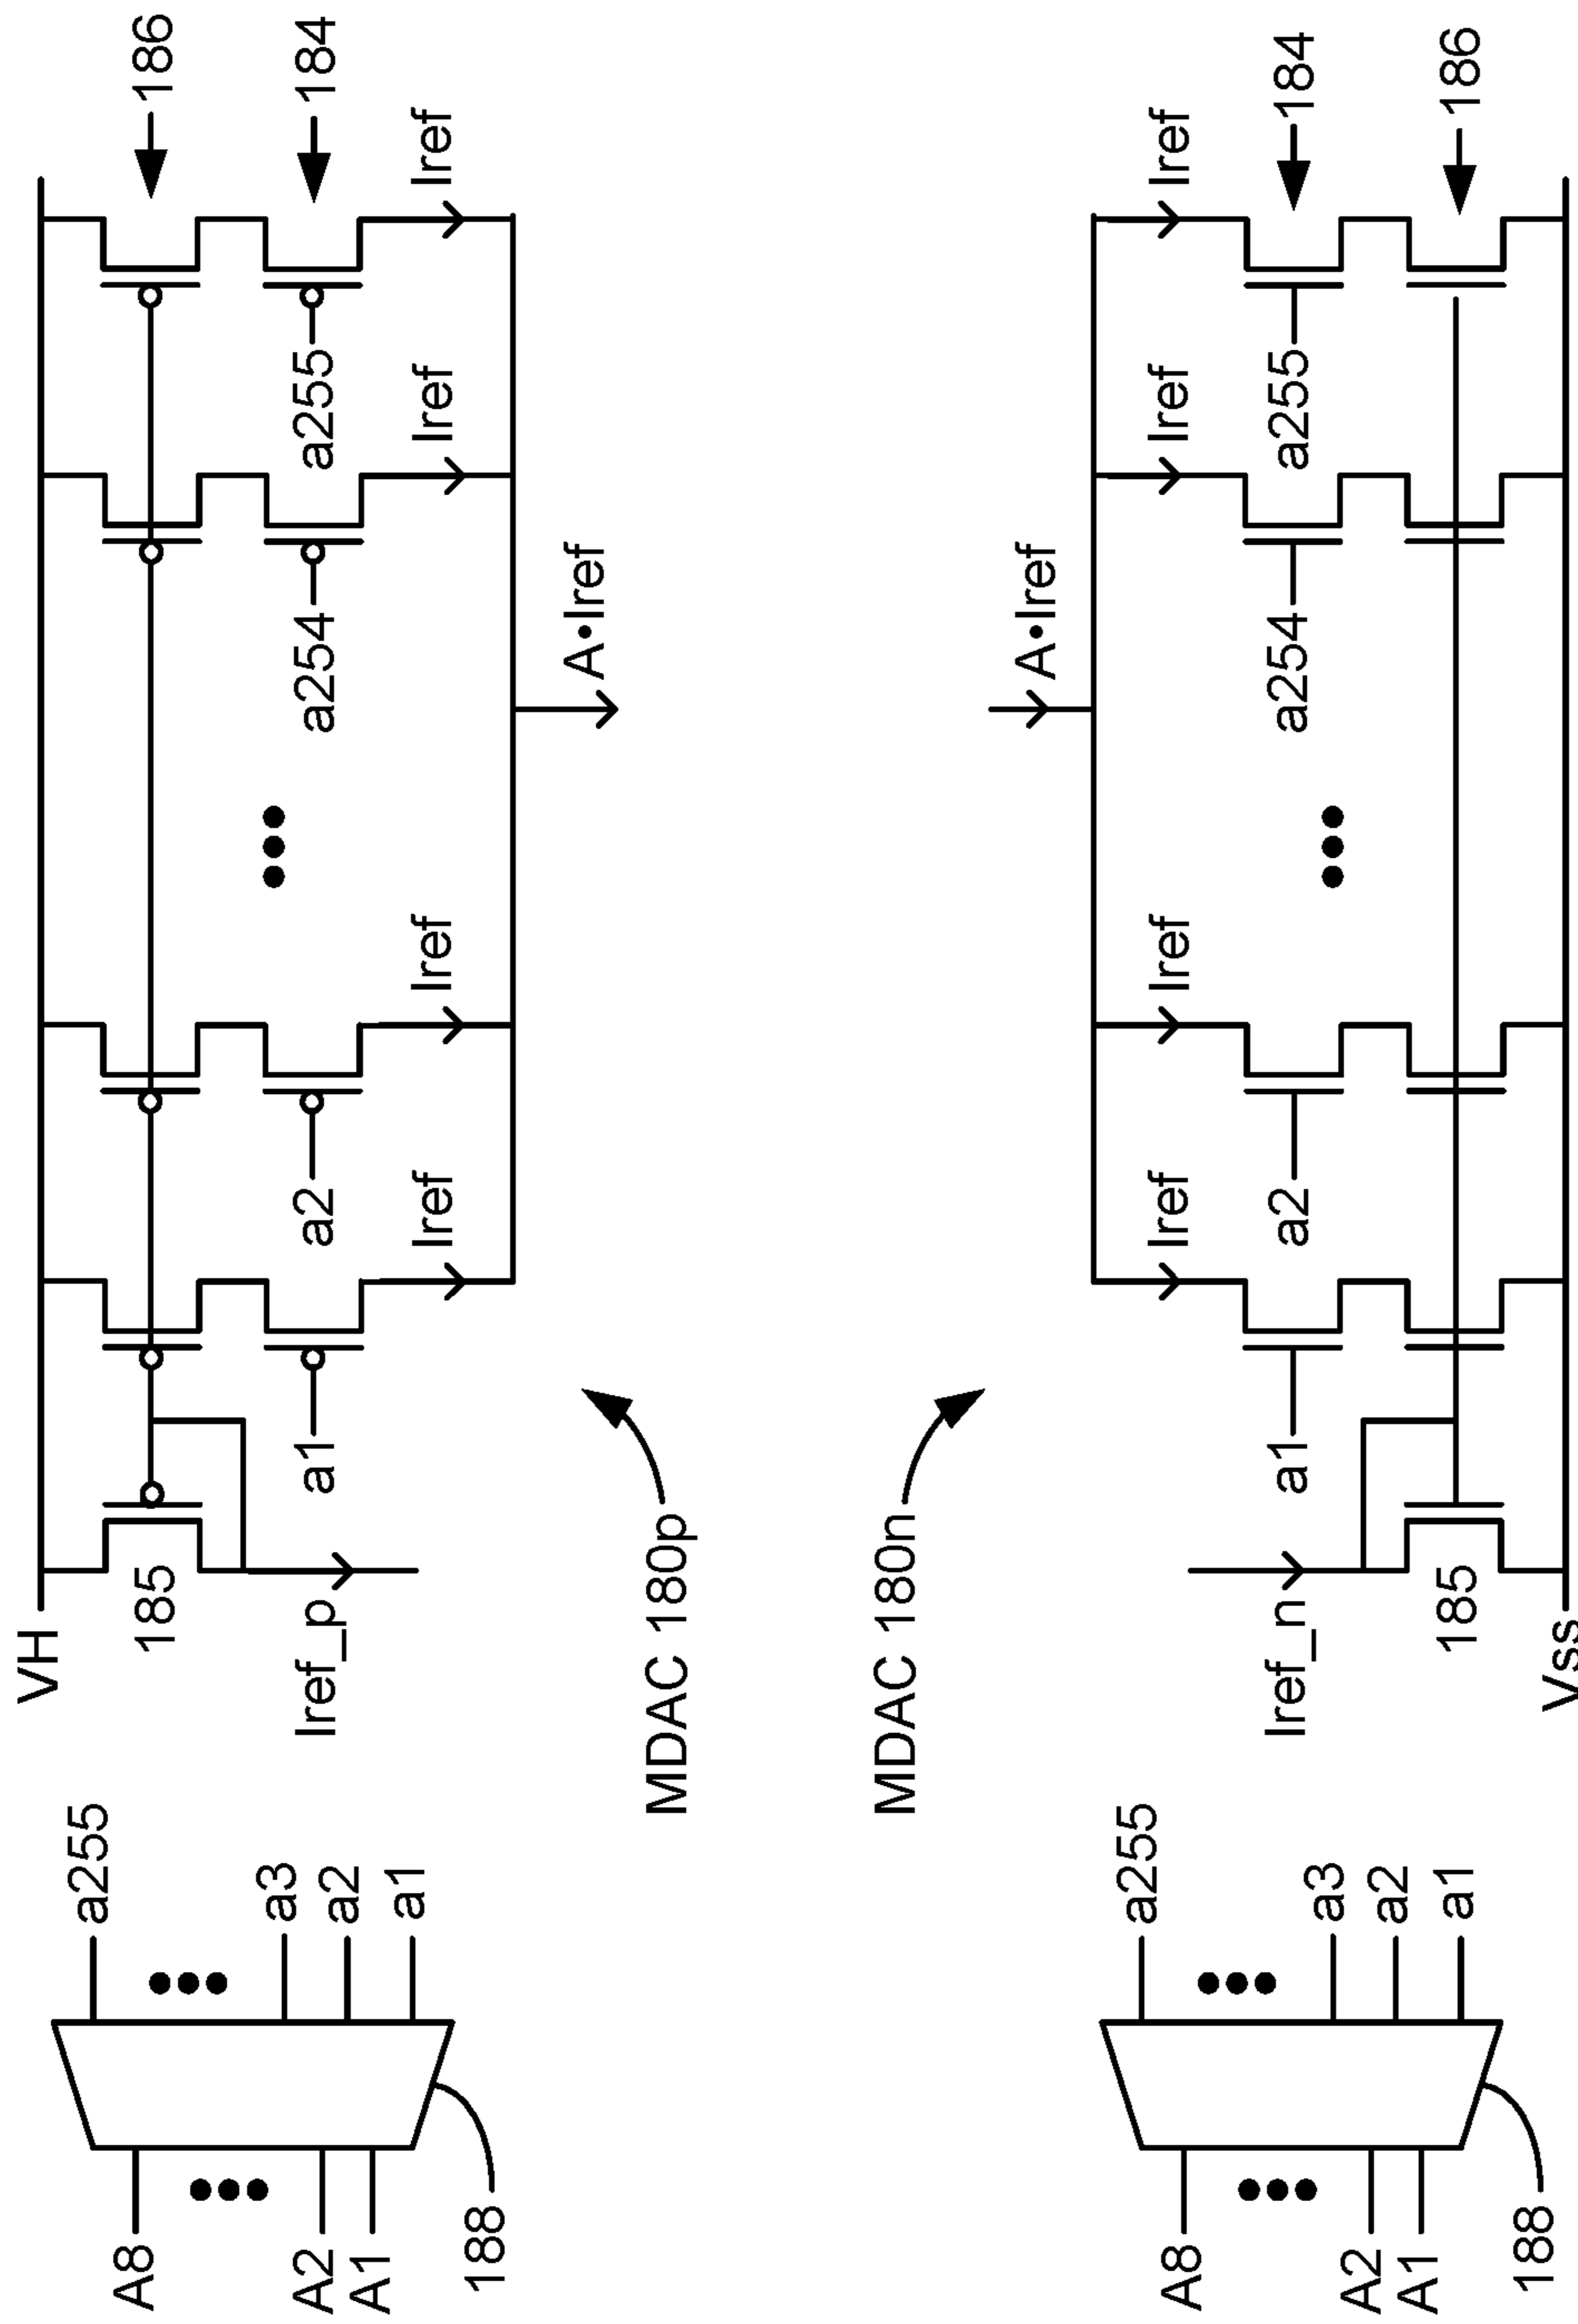 VH
186
185
184
Iref_p
a1
a2
a254
a255
Iref
Iref
Iref
Iref
A•Iref
A8
A2
A1
a255
a3
a2
a1
188
MDAC 180p
MDAC 180n
A•Iref
Iref
Iref
Iref
Iref
Iref_n
a1
a2
a254
a255
184
185
186
Vss
A8
A2
A1
a255
a3
a2
a1
188